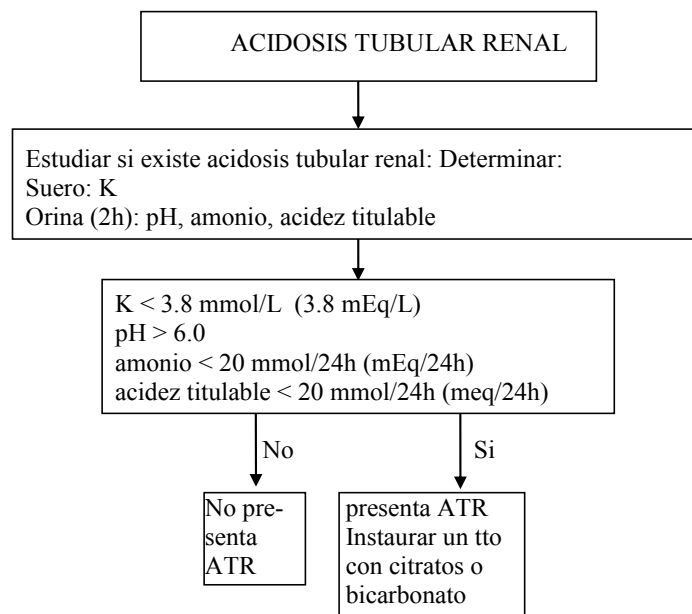 ACIDOSIS TUBULAR RENAL
Estudiar si existe acidosis tubular renal: Determinar:
Suero: K
Orina (2h): pH, amonio, acidez titulable
K < 3.8 mmol/L (3.8 mEq/L)
pH > 6.0
amonio < 20 mmol/24h (mEq/24h)
acidez titulable < 20 mmol/24h (meq/24h)
No
Si
No pre-
senta
ATR
presenta ATR
Instaurar un tto
con citratos o
bicarbonato